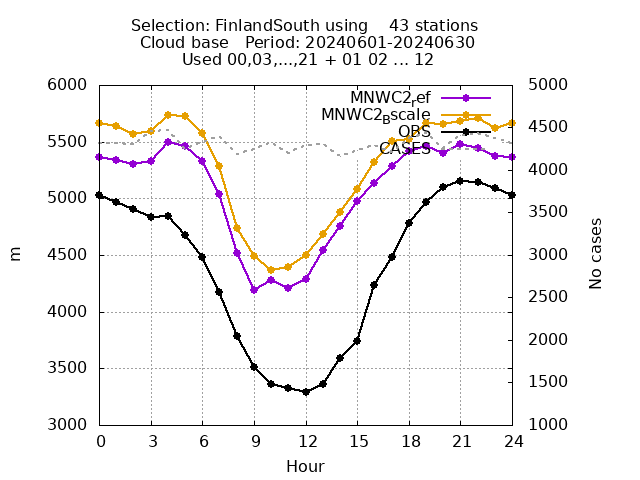 Selection: FinlandSouth using    43 stations
Cloud base   Period: 20240601-20240630
Used 00,03,...,21 + 01 02 ... 12
6000
5500
5000
4500
4000
3500
3000
m
5000
4500
4000
3500
3000
2500
2000
1500
1000
No cases
MNWC2ref
MNWC2Bscale
OBS
CASES
0 3 6 9 12 15 18 21 24
Hour